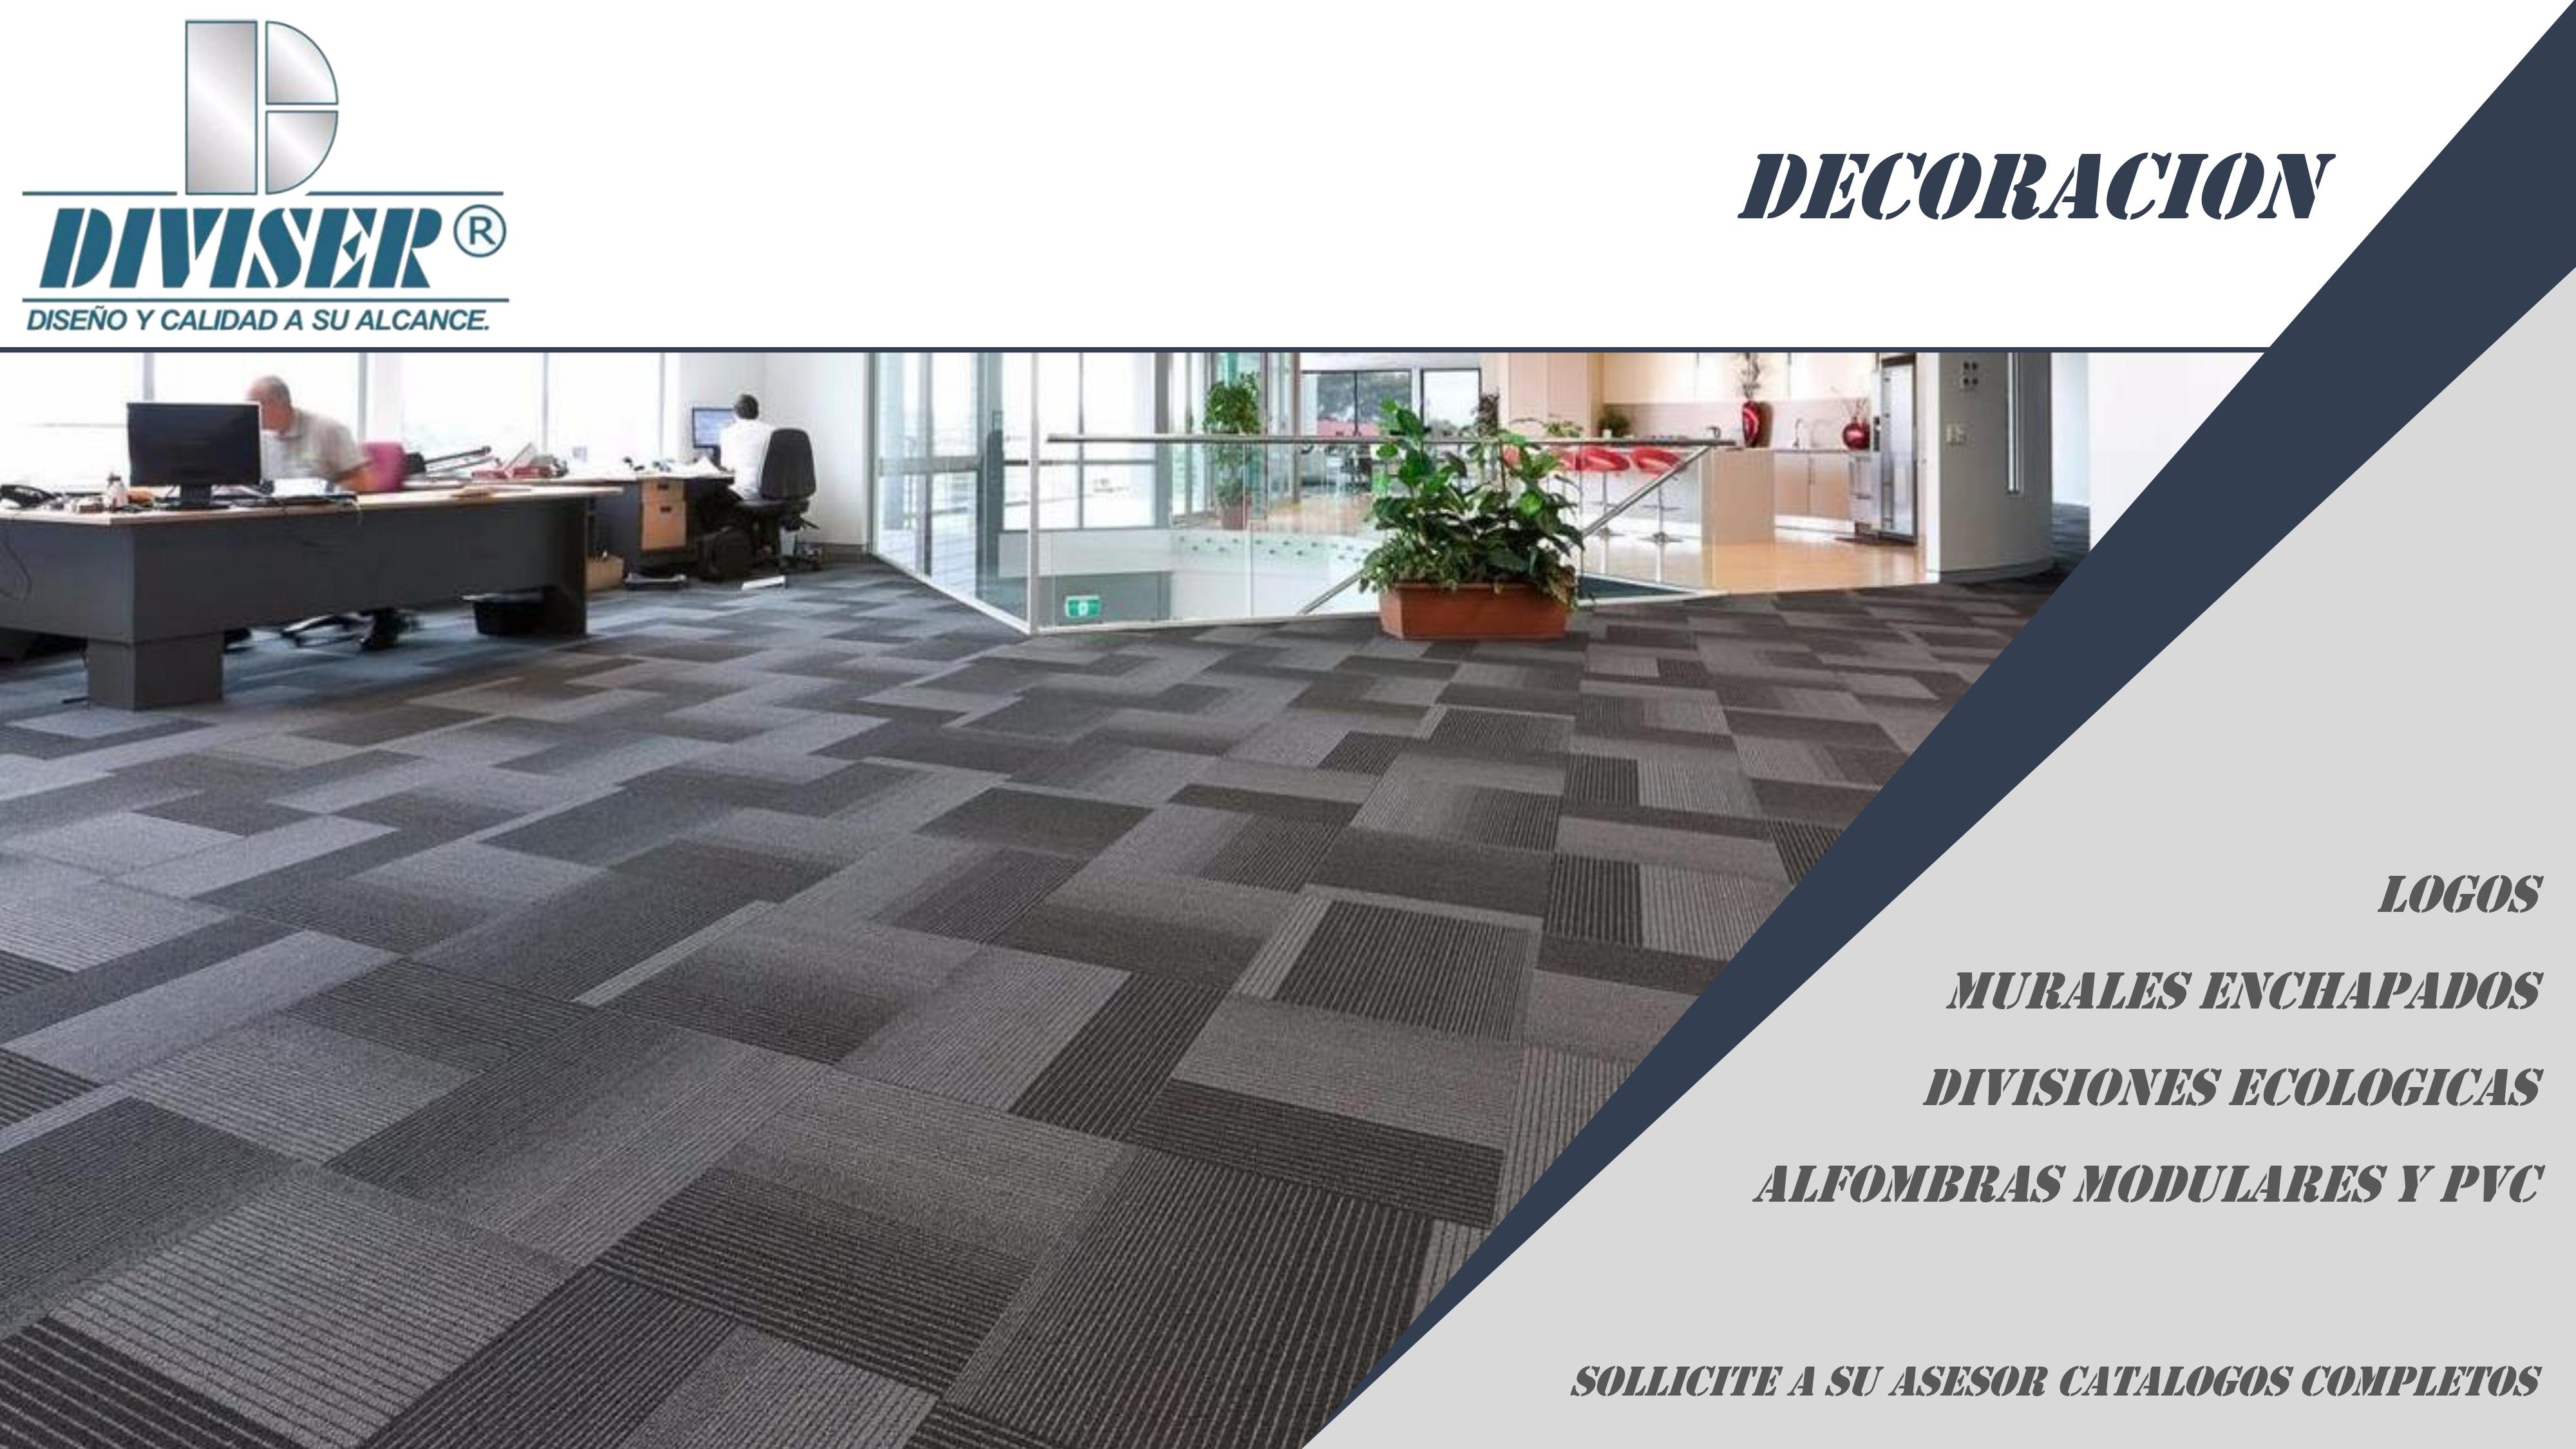 DIVISER®
DISEÑO Y CALIDAD A SU ALCANCE.
DECORACION
LOGOS
MURALES ENCHAPADOS
DIVISIONES ECOLOGICAS
ALFOMBRAS MODULARES Y PVC
SOLLICITE A SU ASESOR CATALOGOS COMPLETOS